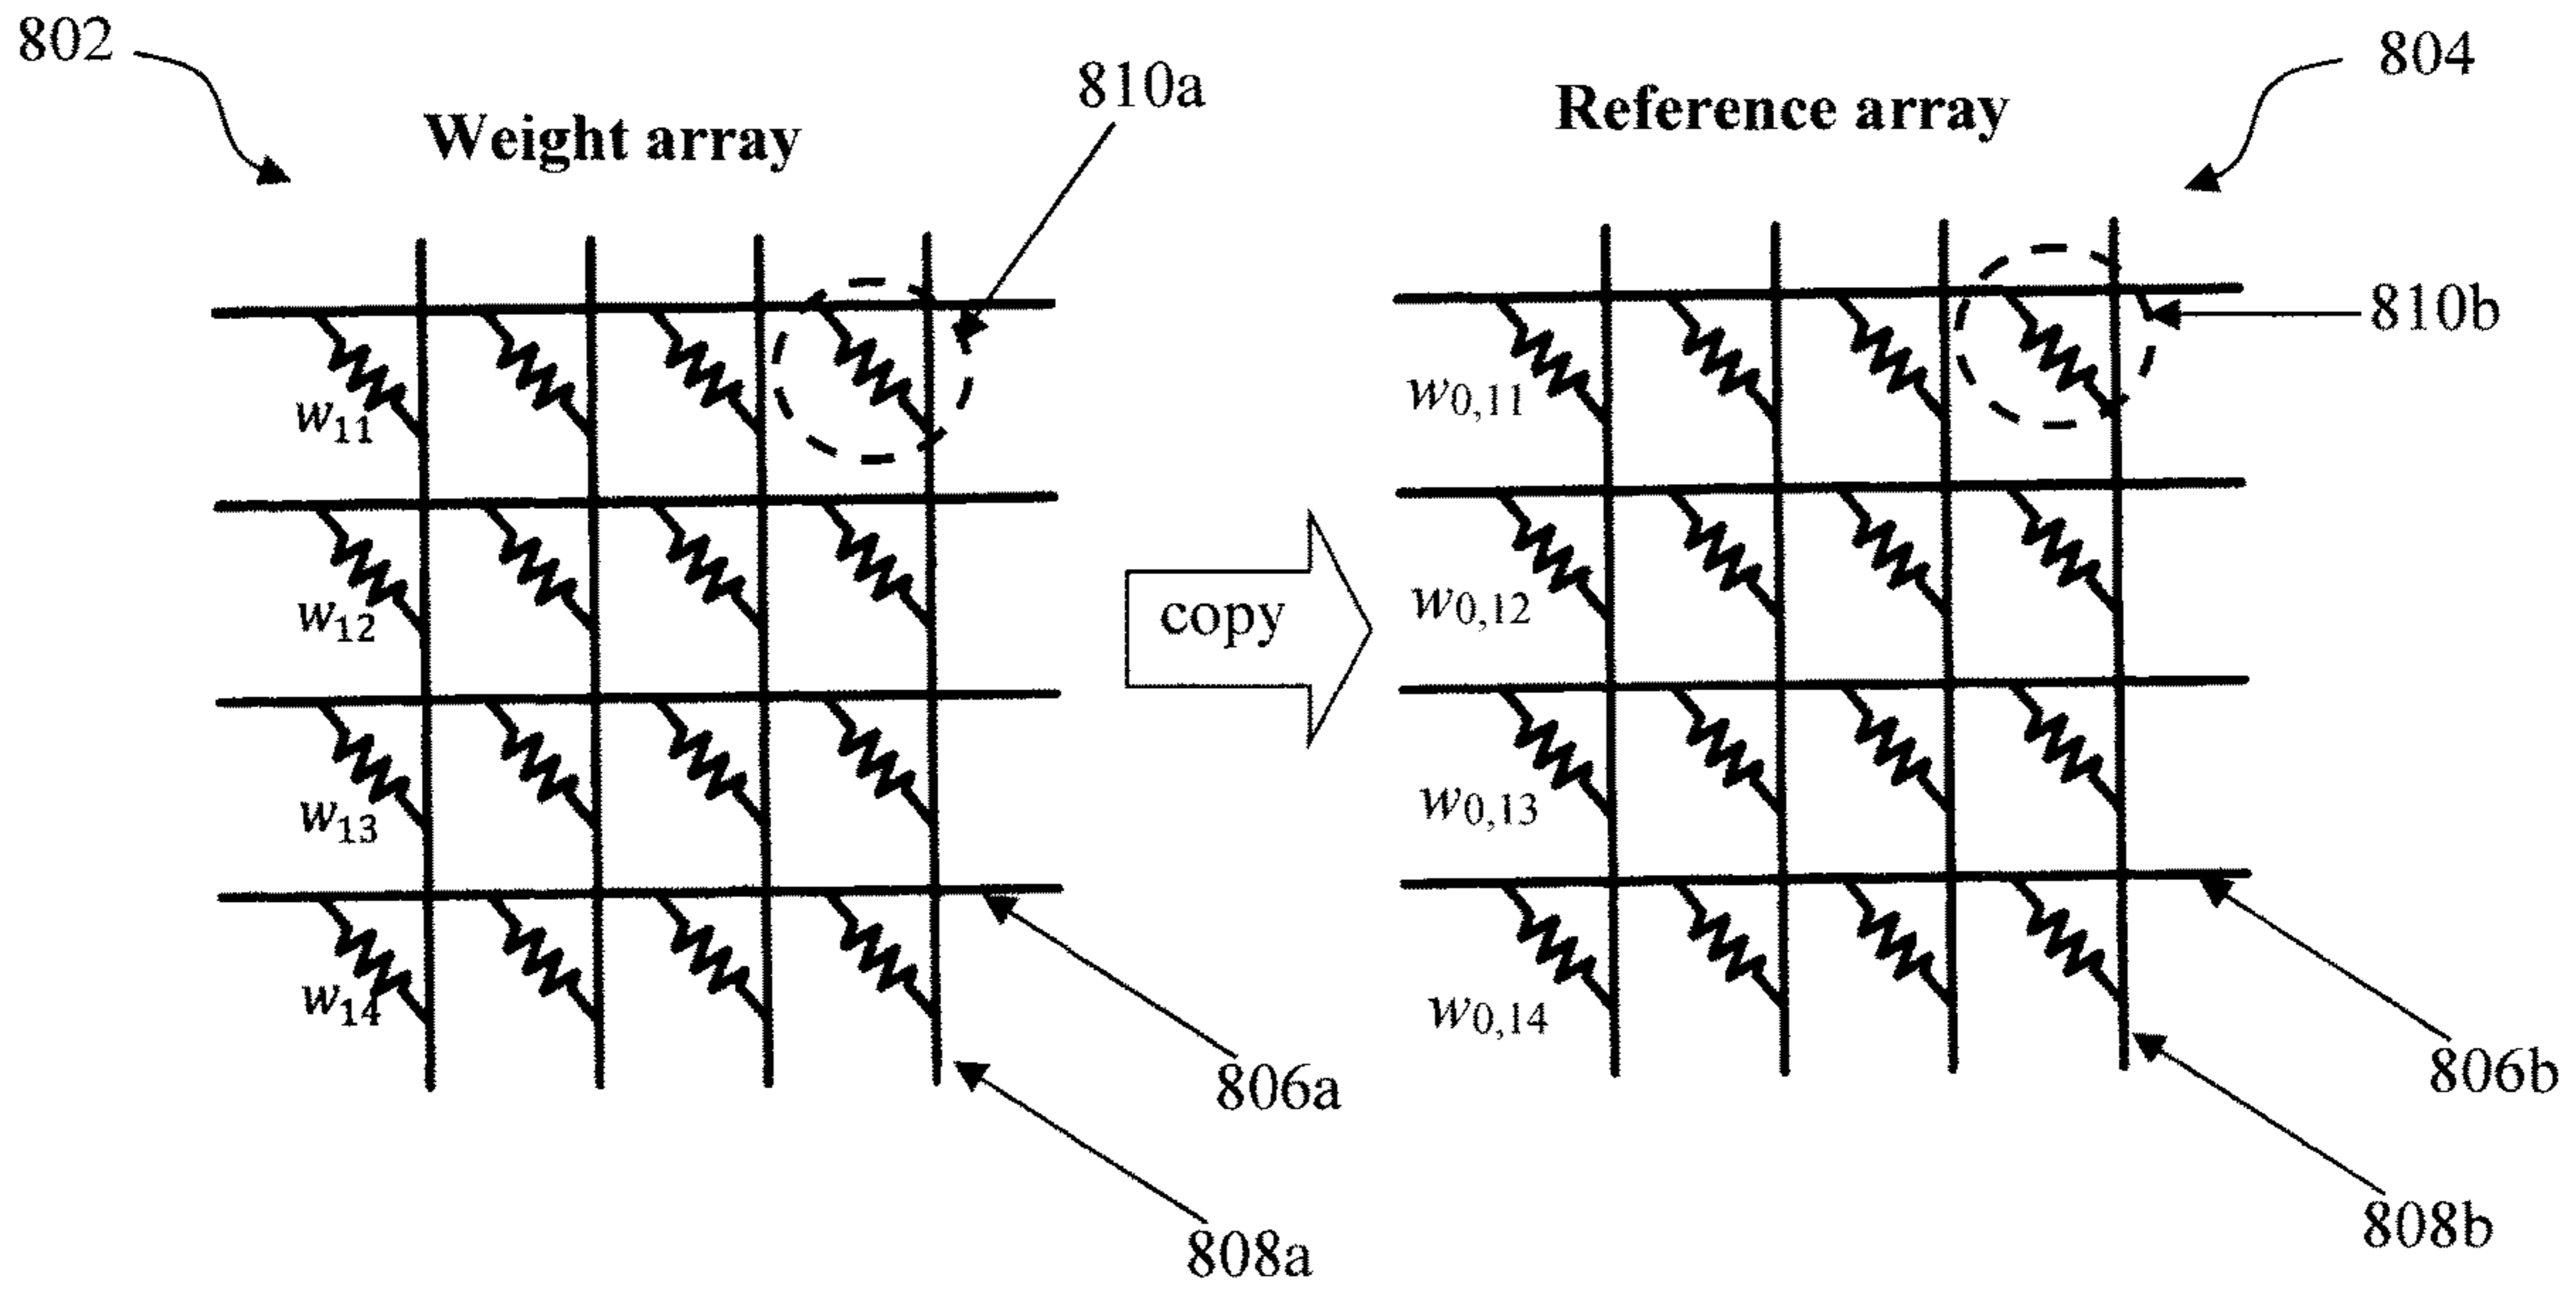 802
810a
804
Weight array
Reference array
810b
w11
w0,11
w12
copy
w0,12
w13
w0,13
w14
w0,14
806a
806b
808a
808b